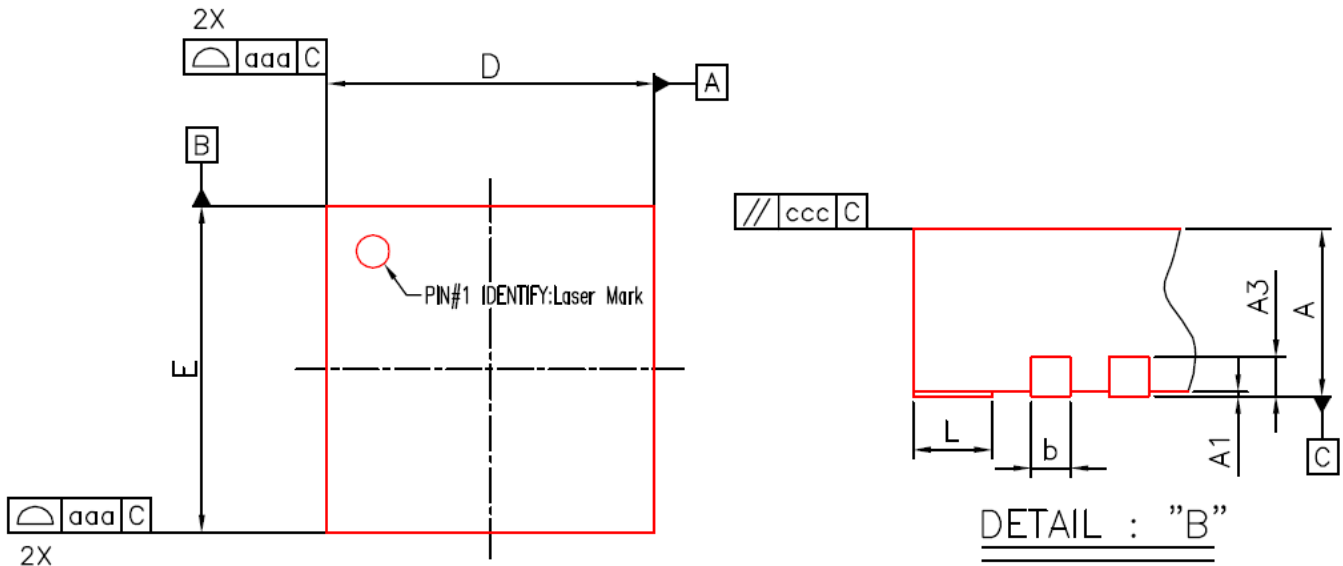 2X
⌓ aaa C
D
A
B
PIN#1 IDENTIFY:Laser Mark
E
⌓ aaa C
2X
// ccc C
A3
A
L
b
A1
C
DETAIL : "B"